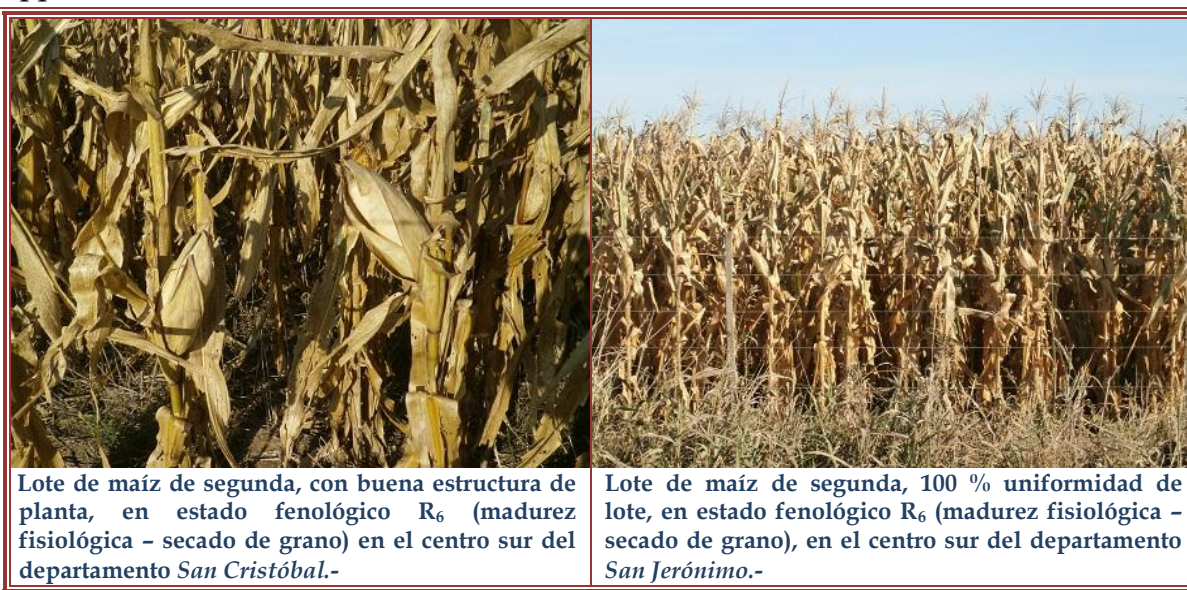 Lote de maíz de segunda, con buena estructura de
planta, en estado fenológico R₆ (madurez
fisiológica – secado de grano) en el centro sur del
departamento San Cristóbal.-
Lote de maíz de segunda, 100 % uniformidad de
lote, en estado fenológico R₆ (madurez fisiológica –
secado de grano), en el centro sur del departamento
San Jerónimo.-